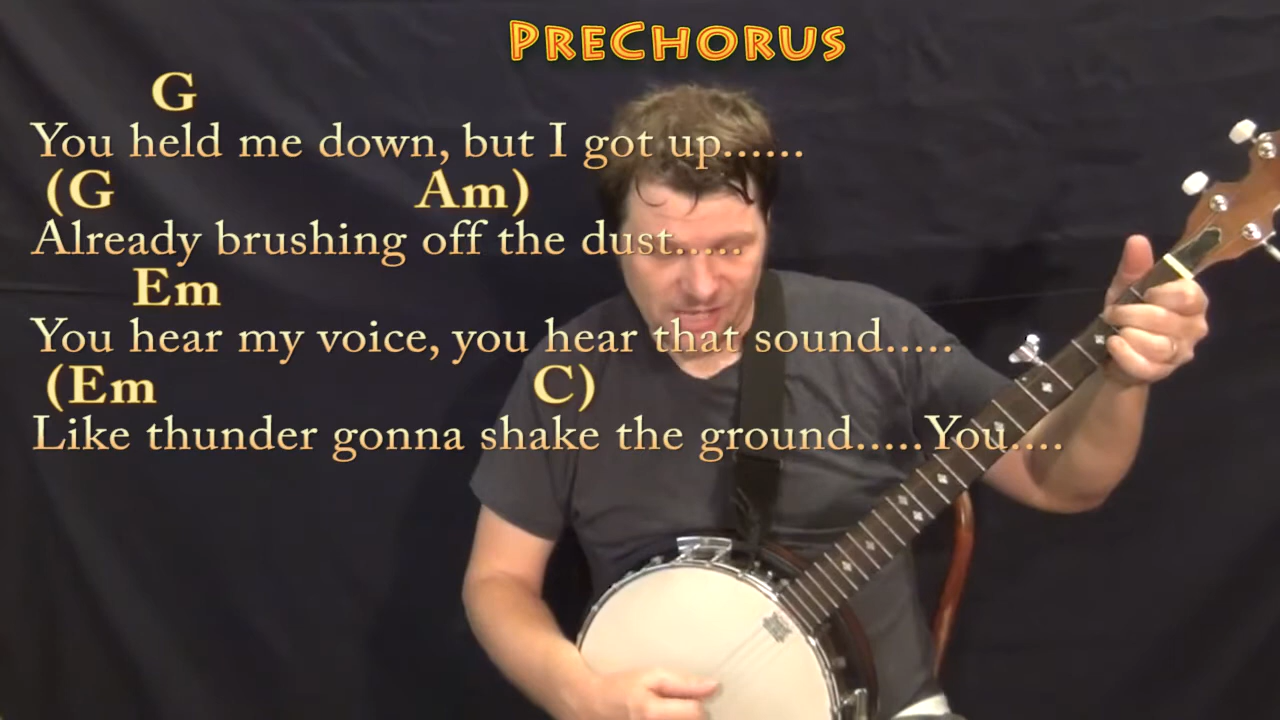 PreChorus
G
You held me down, but I got up......
(G Am)
Already brushing off the dust.....
Em
You hear my voice, you hear that sound.....
(Em C)
Like thunder gonna shake the ground.....You....